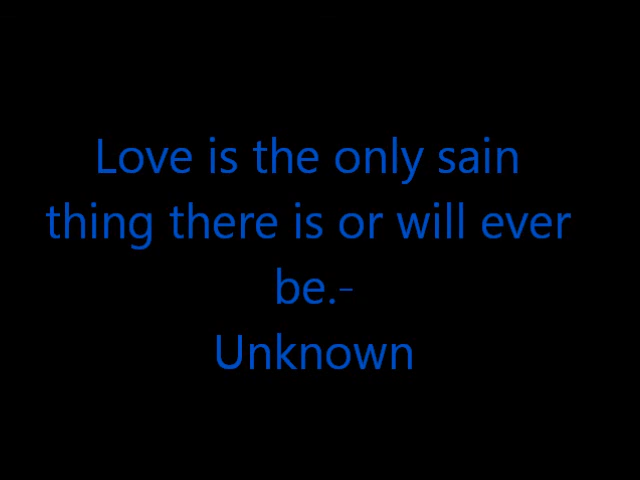 Love is the only sain
thing there is or will ever
be.-
Unknown